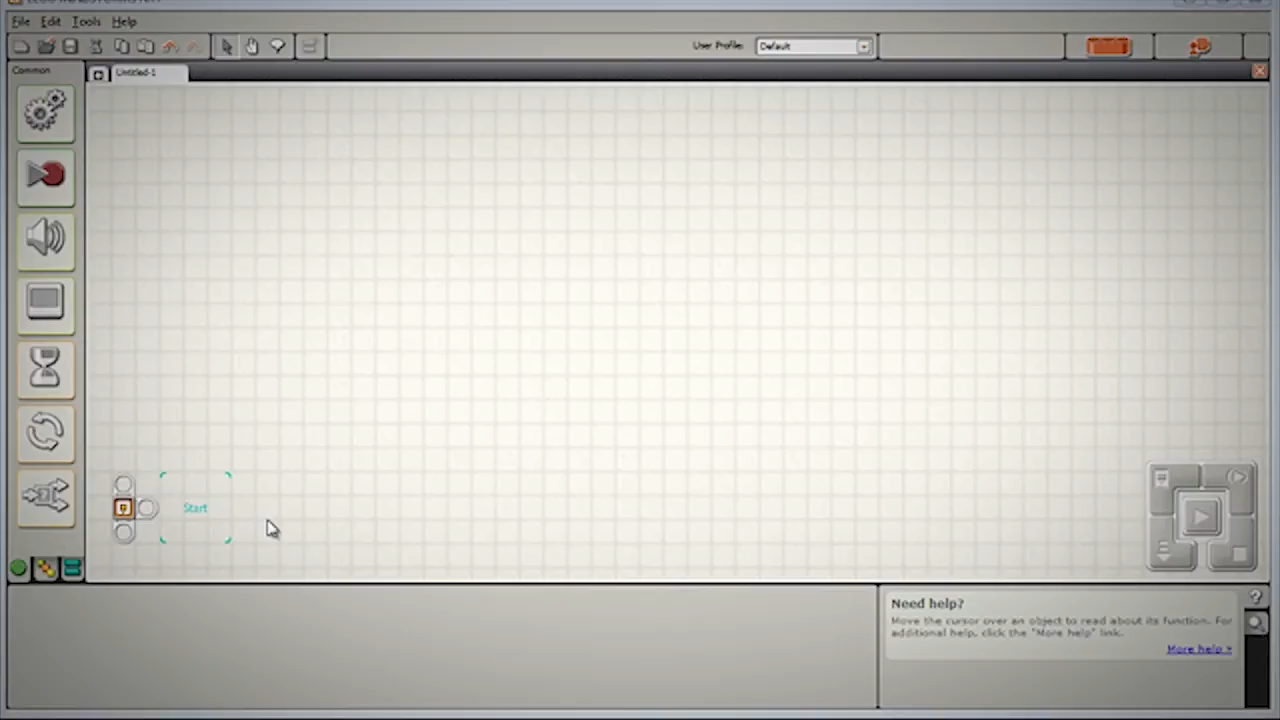 File Edit Tools Help
User Profile: Default
Common
Untitled-1
Start
Need help?
Move the cursor over an object to read about its function. For
additional help, click the "More help" link.
More help »